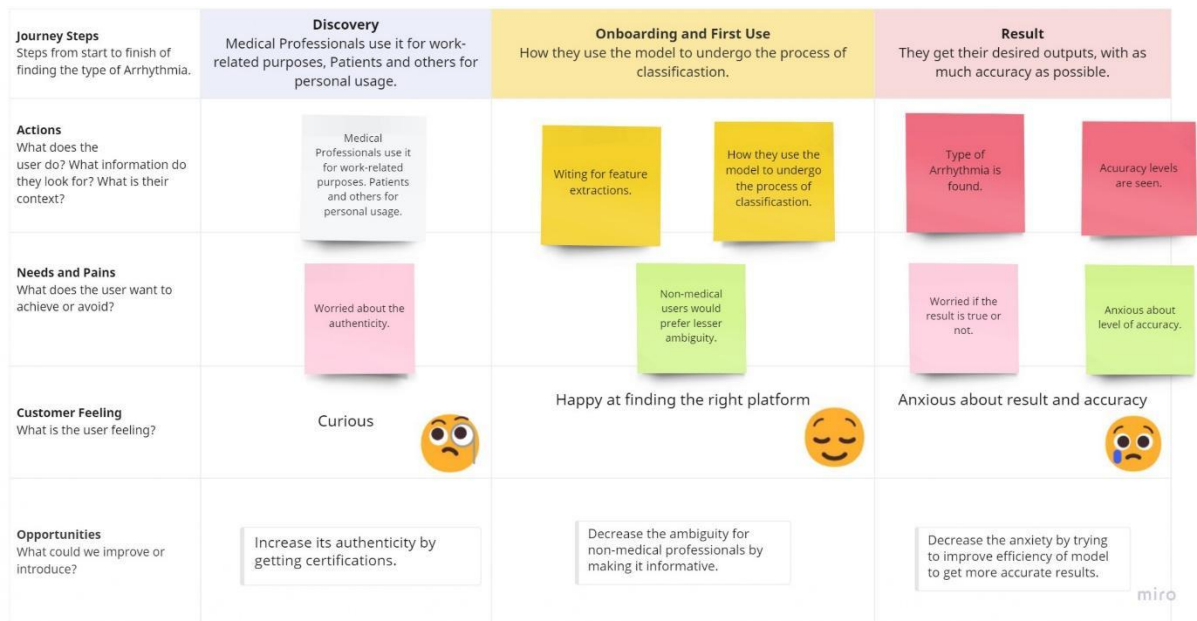 Journey Steps
Steps from start to finish of
finding the type of Arrhythmia.
Discovery
Medical Professionals use it for work-
related purposes, Patients and others for
personal usage.
Onboarding and First Use
How they use the model to undergo the process of
classificastion.
Result
They get their desired outputs, with as
much accuracy as possible.
Actions
What does the
user do? What information do
they look for? What is their
context?
Medical
Professionals use it
for work-related
purposes. Patients
and others for
personal usage.
Witing for feature
extractions.
How they use the
model to undergo
the process of
classificastion.
Type of
Arrhythmia is
found.
Acuuracy levels
are seen.
Needs and Pains
What does the user want to
achieve or avoid?
Worried about the
authenticity.
Non-medical
users would
prefer lesser
ambiguity.
Worried if the
result is true or
not.
Anxious about
level of accuracy.
Customer Feeling
What is the user feeling?
Curious
Happy at finding the right platform
Anxious about result and accuracy
Opportunities
What could we improve or
introduce?
Increase its authenticity by
getting certifications.
Decrease the ambiguity for
non-medical professionals by
making it informative.
Decrease the anxiety by trying
to improve efficiency of model
to get more accurate results.
miro